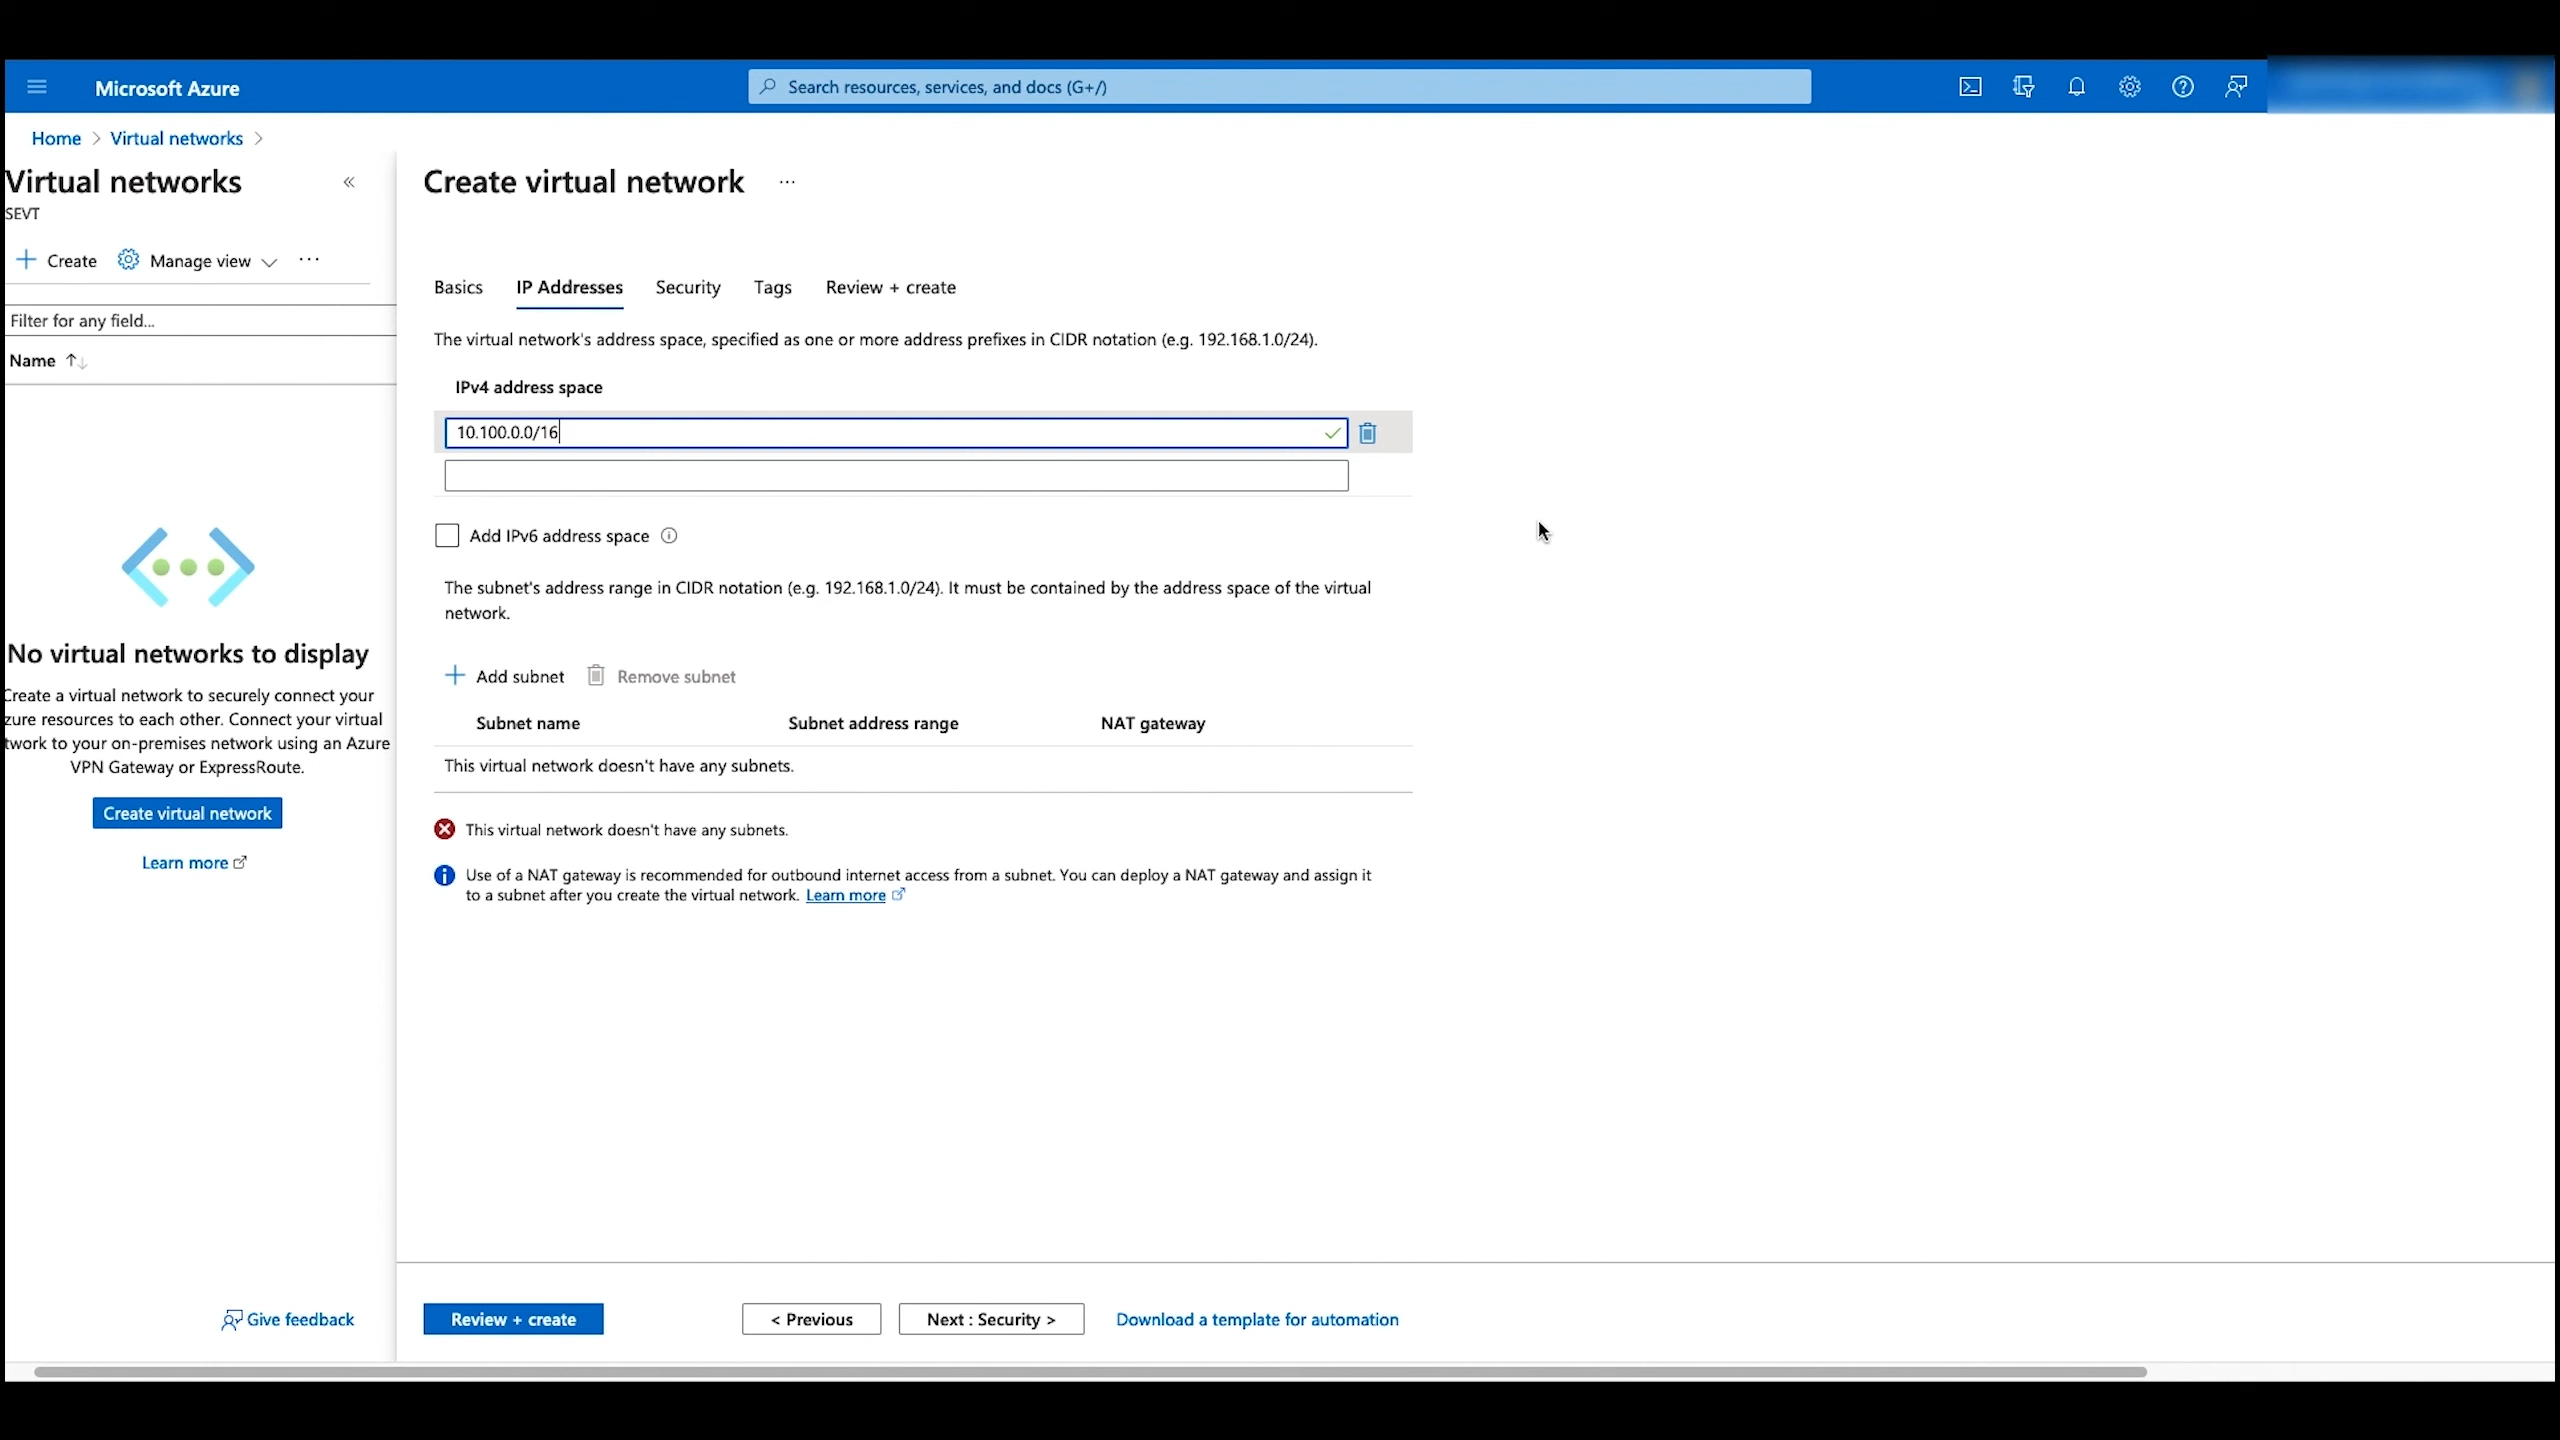 Microsoft Azure
Search resources, services, and docs (G+/)
Home > Virtual networks >
Virtual networks
SEVT
Create
Manage view
Filter for any field...
Name
No virtual networks to display
Create a virtual network to securely connect your
zure resources to each other. Connect your virtual
twork to your on-premises network using an Azure
VPN Gateway or ExpressRoute.
Create virtual network
Learn more
Give feedback
Create virtual network
Basics
IP Addresses
Security
Tags
Review + create
The virtual network's address space, specified as one or more address prefixes in CIDR notation (e.g. 192.168.1.0/24).
IPv4 address space
10.100.0.0/16
Add IPv6 address space
The subnet's address range in CIDR notation (e.g. 192.168.1.0/24). It must be contained by the address space of the virtual
network.
Add subnet
Remove subnet
Subnet name
Subnet address range
NAT gateway
This virtual network doesn't have any subnets.
This virtual network doesn't have any subnets.
Use of a NAT gateway is recommended for outbound internet access from a subnet. You can deploy a NAT gateway and assign it
to a subnet after you create the virtual network. Learn more
Review + create
< Previous
Next : Security >
Download a template for automation